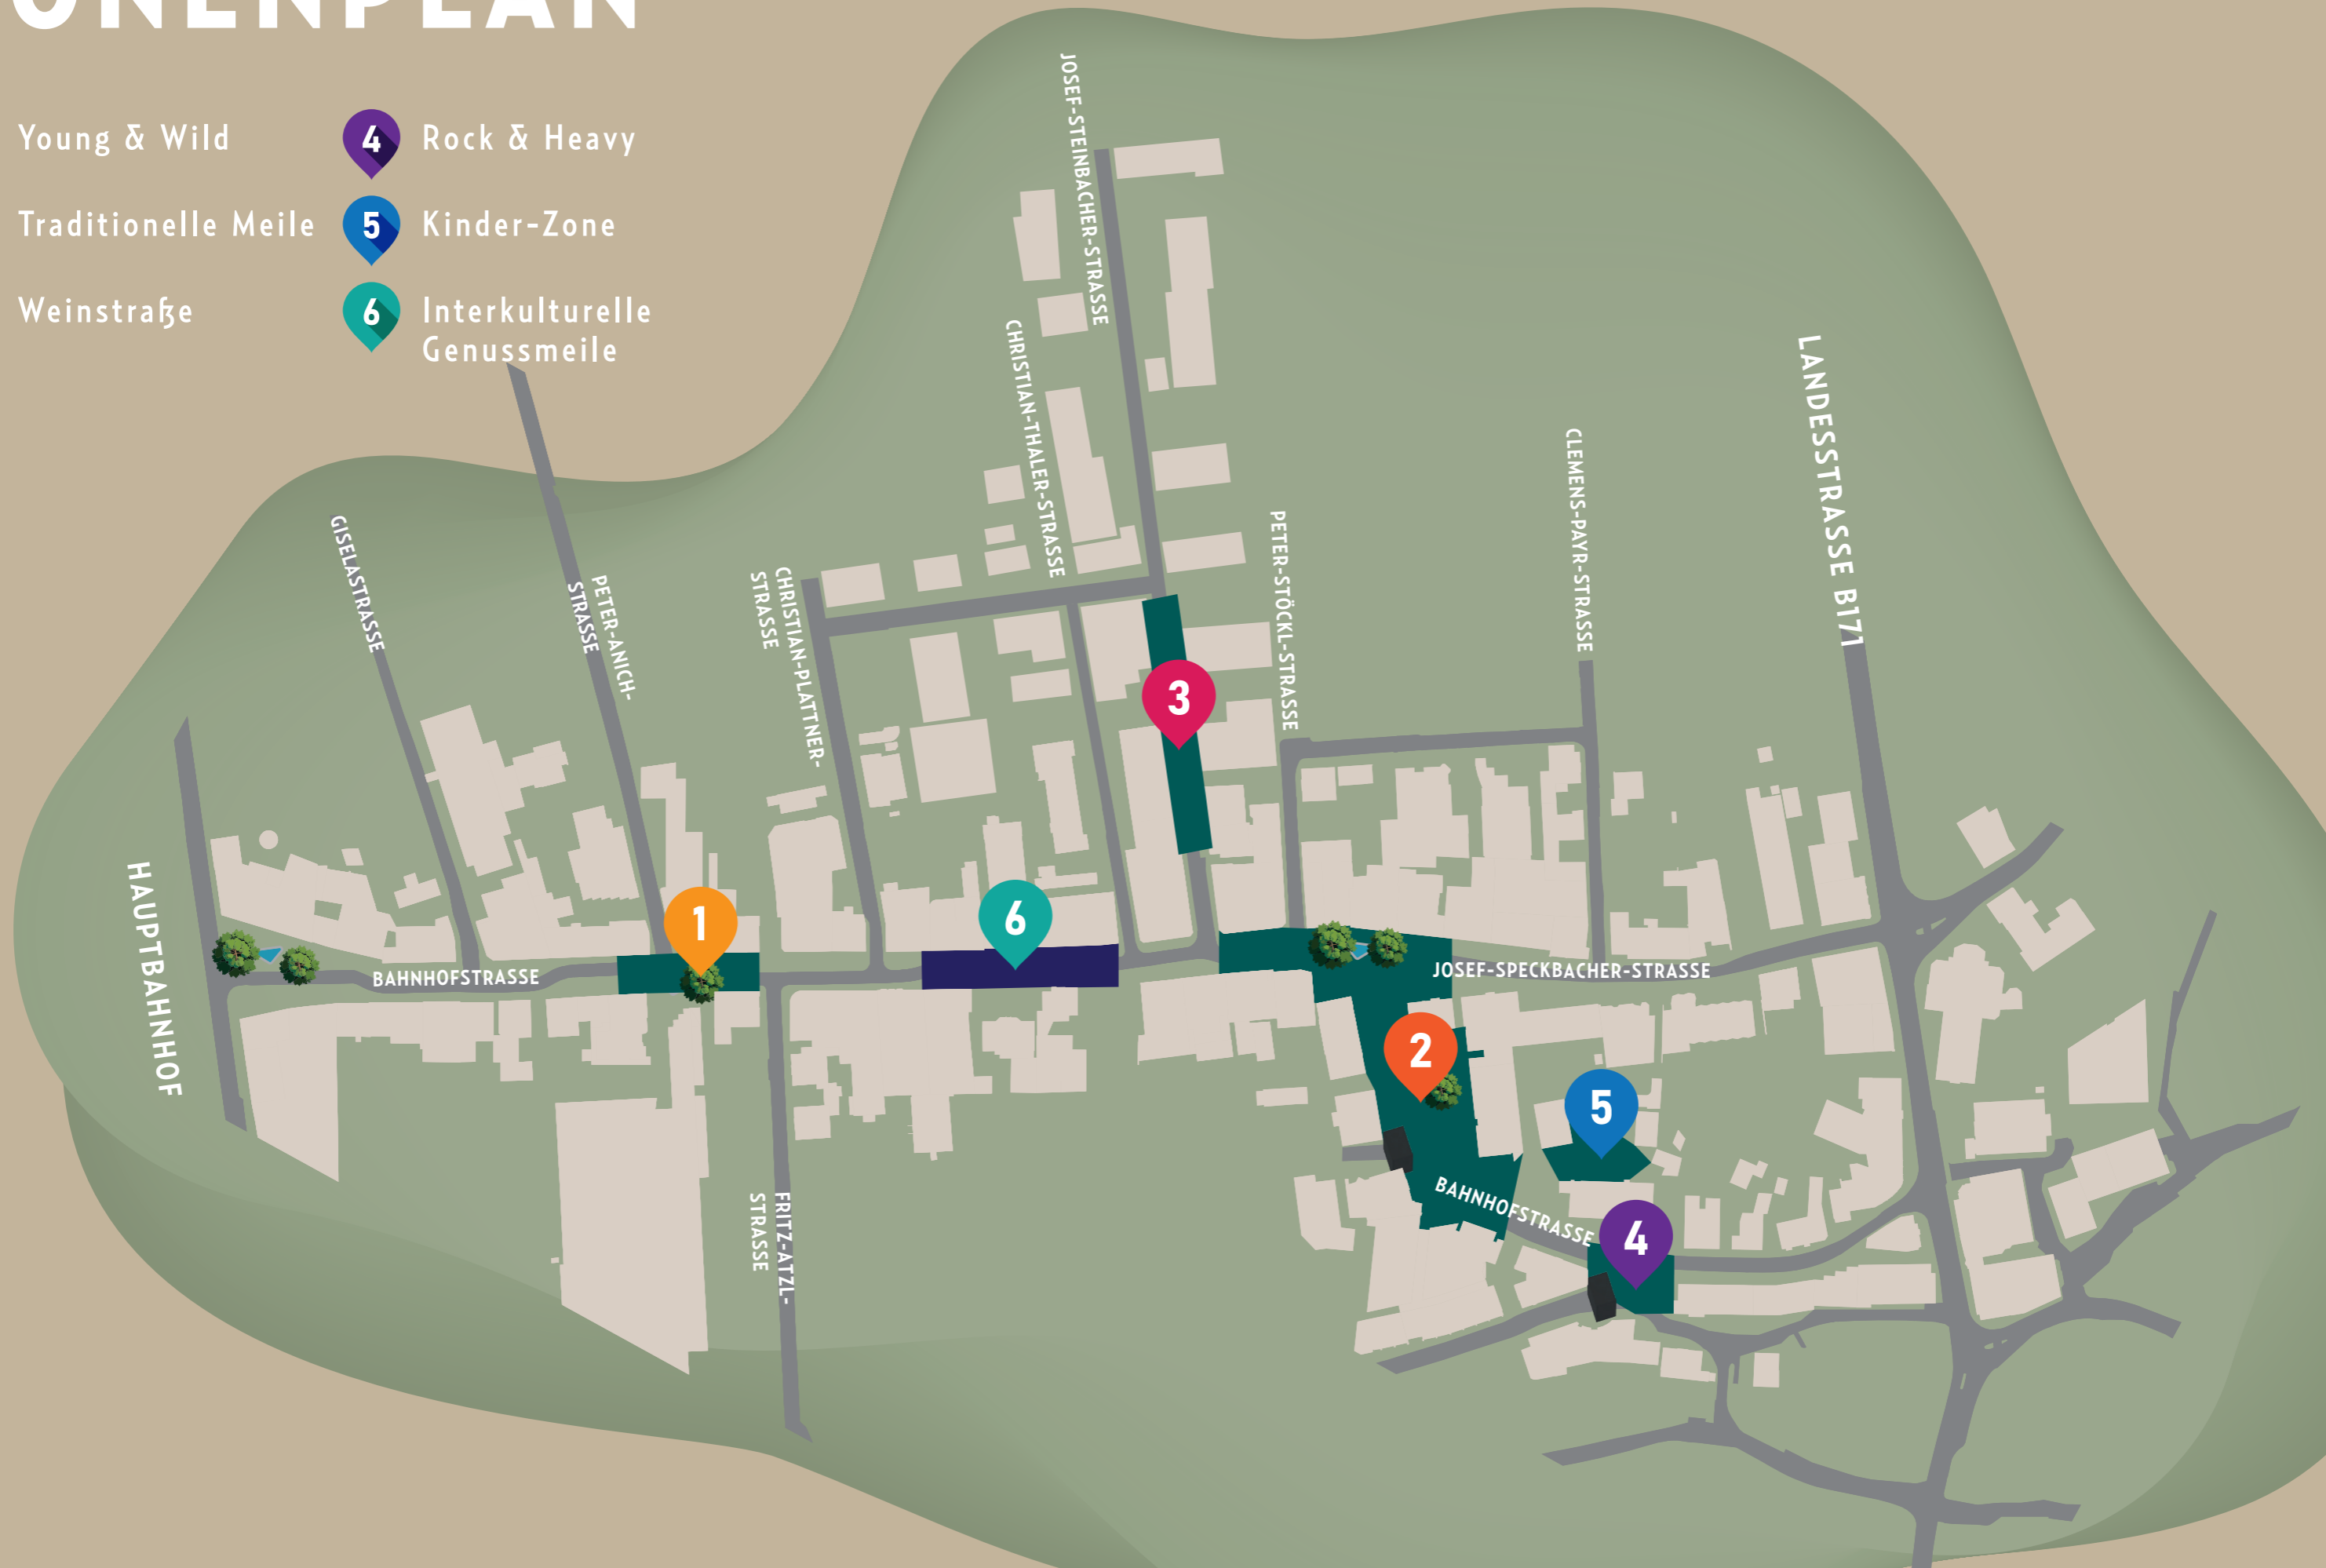 ONENPLAN
Young & Wild
4 Rock & Heavy
Traditionelle Meile
5 Kinder-Zone
Weinstraße
6 Interkulturelle
Genussmeile
JOSEF-STEINBACHER-STRASSE
CHRISTIAN-THALER-STRASSE
LANDESSTRASSE B171
CLEMENS-PAYR-STRASSE
PETER-STÖCKL-STRASSE
GISELASTRASSE
PETER-ANICH-
STRASSE
CHRISTIAN-PLATTNER-
STRASSE
3
HAUPTBAHNHOF
1
6
BAHNHOFSTRASSE
JOSEF-SPECKBACHER-STRASSE
2
5
BAHNHOFSTRASSE
4
FRITZ-ATZL-
STRASSE